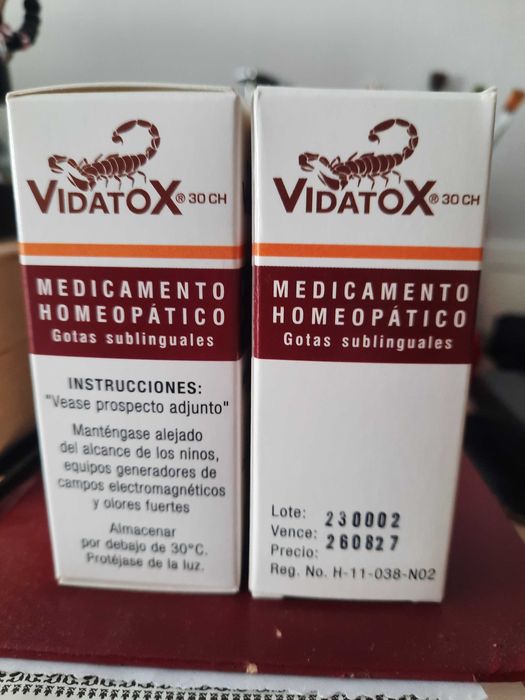 VIDATOX® 30 CH
MEDICAMENTO
HOMEOPÁTICO
Gotas sublinguales
INSTRUCCIONES:
"Vease prospecto adjunto"
Manténgase alejado
del alcance de los ninos,
equipos generadores de
campos electromagnéticos
y olores fuertes
Almacenar
por debajo de 30°C.
Protéjase de la luz.
VIDATOX® 30 CH
MEDICAMENTO
HOMEOPÁTICO
Gotas sublinguales
Lote: 230002
Vence: 260827
Precio:
Reg. No. H-11-038-N02